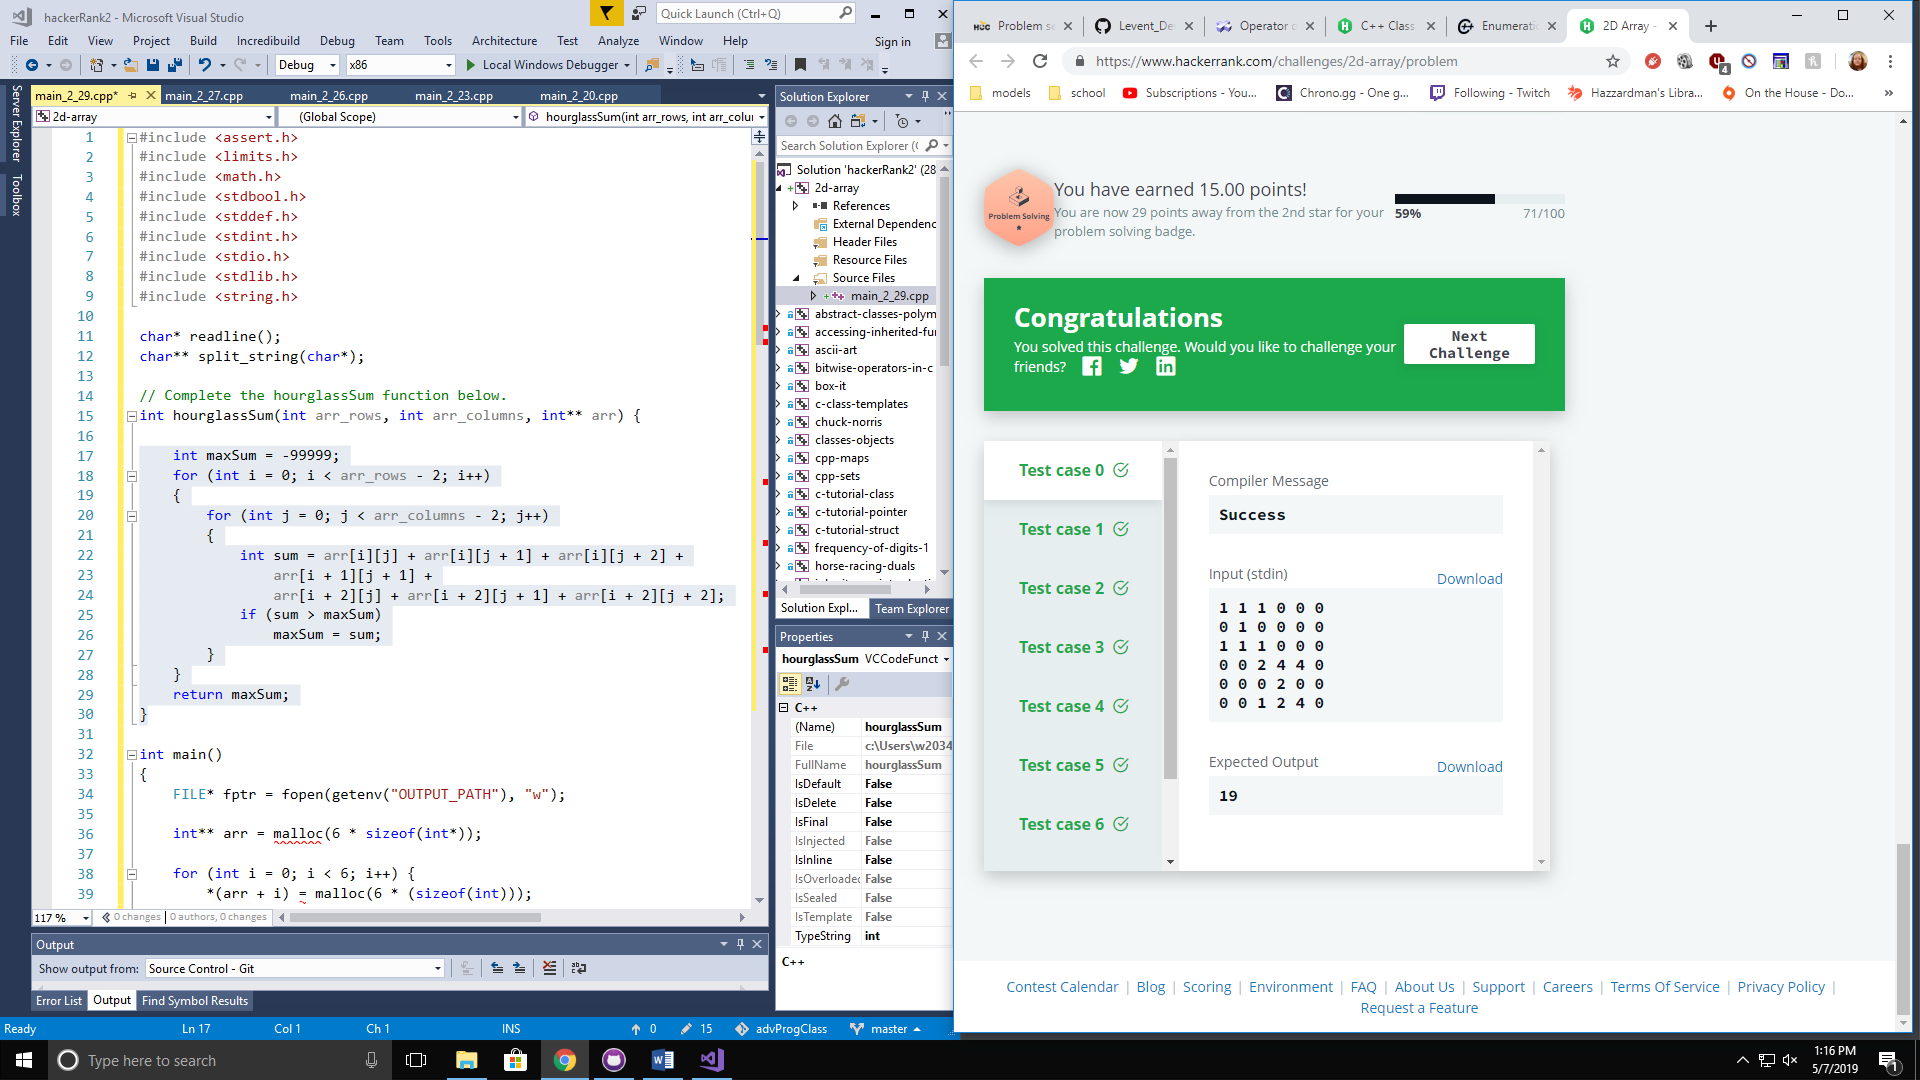 hackerRank2 - Microsoft Visual Studio
Quick Launch (Ctrl+Q)
File Edit View Project Build Incredibuild Debug Team Tools Architecture Test Analyze Window Help Sign in
Debug x86 Local Windows Debugger
Server Explorer
Toolbox
main_2_29.cpp* main_2_27.cpp main_2_26.cpp main_2_23.cpp main_2_20.cpp
2d-array (Global Scope) hourglassSum(int arr_rows, int arr_colu
1 #include <assert.h>
2 #include <limits.h>
3 #include <math.h>
4 #include <stdbool.h>
5 #include <stddef.h>
6 #include <stdint.h>
7 #include <stdio.h>
8 #include <stdlib.h>
9 #include <string.h>
10
11 char* readline();
12 char** split_string(char*);
13
14 // Complete the hourglassSum function below.
15 int hourglassSum(int arr_rows, int arr_columns, int** arr) {
16
17 int maxSum = -99999;
18 for (int i = 0; i < arr_rows - 2; i++)
19 {
20 for (int j = 0; j < arr_columns - 2; j++)
21 {
22 int sum = arr[i][j] + arr[i][j + 1] + arr[i][j + 2] +
23 arr[i + 1][j + 1] +
24 arr[i + 2][j] + arr[i + 2][j + 1] + arr[i + 2][j + 2];
25 if (sum > maxSum)
26 maxSum = sum;
27 }
28 }
29 return maxSum;
30 }
31
32 int main()
33 {
34 FILE* fptr = fopen(getenv("OUTPUT_PATH"), "w");
35
36 int** arr = malloc(6 * sizeof(int*));
37
38 for (int i = 0; i < 6; i++) {
39 *(arr + i) = malloc(6 * (sizeof(int)));
117 % 0 changes | 0 authors, 0 changes
Output
Show output from: Source Control - Git
Error List Output Find Symbol Results
Ready Ln 17 Col 1 Ch 1 INS 0 15 advProgClass master
Solution Explorer
Search Solution Explorer (
Solution 'hackerRank2' (28
2d-array
References
External Dependenc
Header Files
Resource Files
Source Files
main_2_29.cpp
abstract-classes-polym
accessing-inherited-fu
ascii-art
bitwise-operators-in-c
box-it
c-class-templates
chuck-norris
classes-objects
cpp-maps
cpp-sets
c-tutorial-class
c-tutorial-pointer
c-tutorial-struct
frequency-of-digits-1
horse-racing-duals
Solution Expl... Team Explorer
Properties
hourglassSum VCCodeFunct
C++
(Name) hourglassSum
File c:\Users\w2034
FullName hourglassSum
IsDefault False
IsDelete False
IsFinal False
IsInjected False
IsInline False
IsOverloaded False
IsSealed False
IsTemplate False
TypeString int
C++
Problem se Levent_De Operator o C++ Class Enumeratio 2D Array -
https://www.hackerrank.com/challenges/2d-array/problem
4
models school Subscriptions - You... Chrono.gg - One g... Following - Twitch Hazzardman's Libra... On the House - Do... »
Problem Solving
You have earned 15.00 points!
You are now 29 points away from the 2nd star for your
problem solving badge.
59% 71/100
Congratulations
You solved this challenge. Would you like to challenge your
friends?
Next
Challenge
Test case 0
Test case 1
Test case 2
Test case 3
Test case 4
Test case 5
Test case 6
Compiler Message
Success
Input (stdin) Download
1 1 1 0 0 0
0 1 0 0 0 0
1 1 1 0 0 0
0 0 2 4 4 0
0 0 0 2 0 0
0 0 1 2 4 0
Expected Output Download
19
Contest Calendar | Blog | Scoring | Environment | FAQ | About Us | Support | Careers | Terms Of Service | Privacy Policy |
Request a Feature
Type here to search
1:16 PM
5/7/2019
1